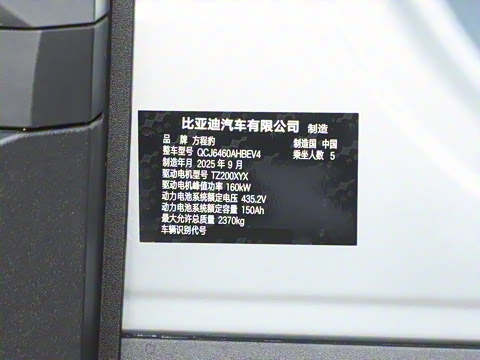 比亚迪汽车有限公司 制造
品 牌 方程豹 制造国 中国
整车型号 QCJ6460AHBEV4 乘坐人数 5
制造年月 2025 年 9 月
驱动电机型号 TZ200XYX
驱动电机峰值功率 160kW
动力电池系统额定电压 435.2V
动力电池系统额定容量 150Ah
最大允许总质量 2370kg
车辆识别代号